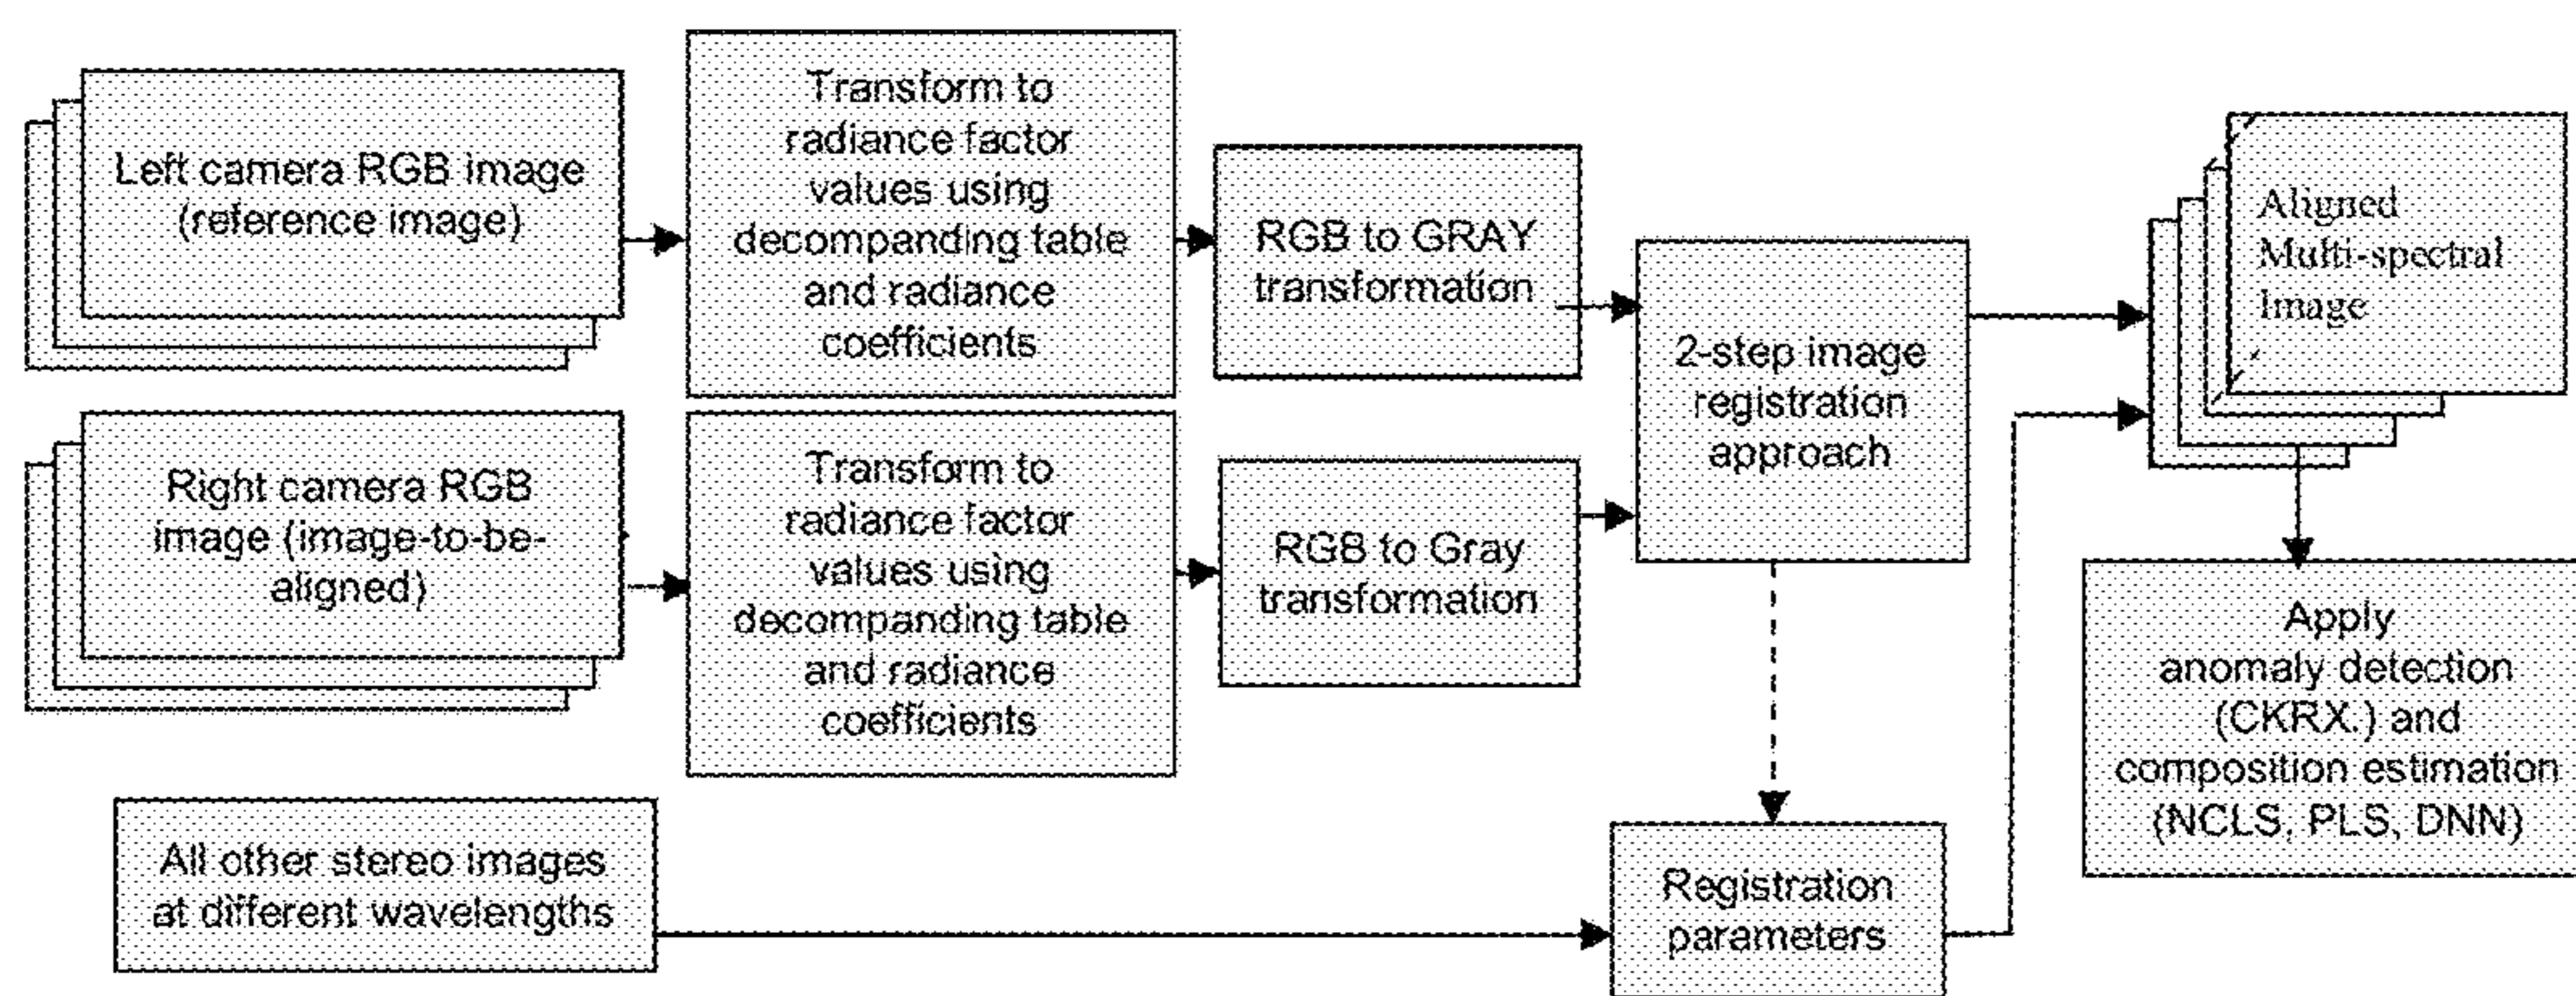 Left camera RGB image
(reference image)
Transform to
radiance factor
values using
decompanding table
and radiance
coefficients
RGB to GRAY
transformation
2-step image
registration
approach
Aligned
Multi-spectral
Image
Right camera RGB
image (image-to-be-
aligned)
Transform to
radiance factor
values using
decompanding table
and radiance
coefficients
RGB to Gray
transformation
Apply
anomaly detection
(CKRX.) and
composition estimation
(NCLS, PLS, DNN)
All other stereo images
at different wavelengths
Registration
parameters